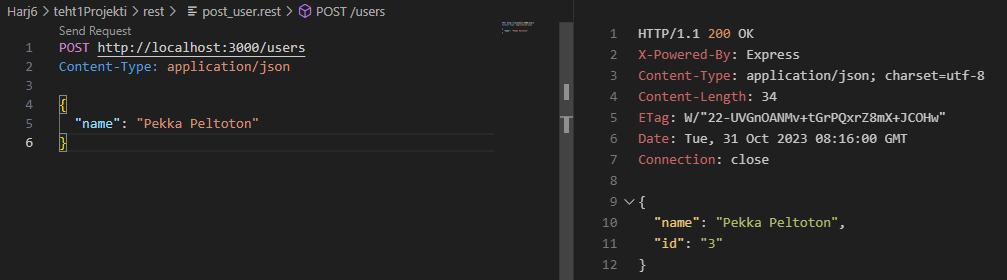 Harj6 > teht1Projekti > rest > post_user.rest > POST /users
Send Request
1 POST http://localhost:3000/users
2 Content-Type: application/json
3
4 {
5 "name": "Pekka Peltoton"
6 }
1 HTTP/1.1 200 OK
2 X-Powered-By: Express
3 Content-Type: application/json; charset=utf-8
4 Content-Length: 34
5 ETag: W/"22-UVGnOANMv+tGrPQxrZ8mX+JCOHw"
6 Date: Tue, 31 Oct 2023 08:16:00 GMT
7 Connection: close
8
9 {
10 "name": "Pekka Peltoton",
11 "id": "3"
12 }